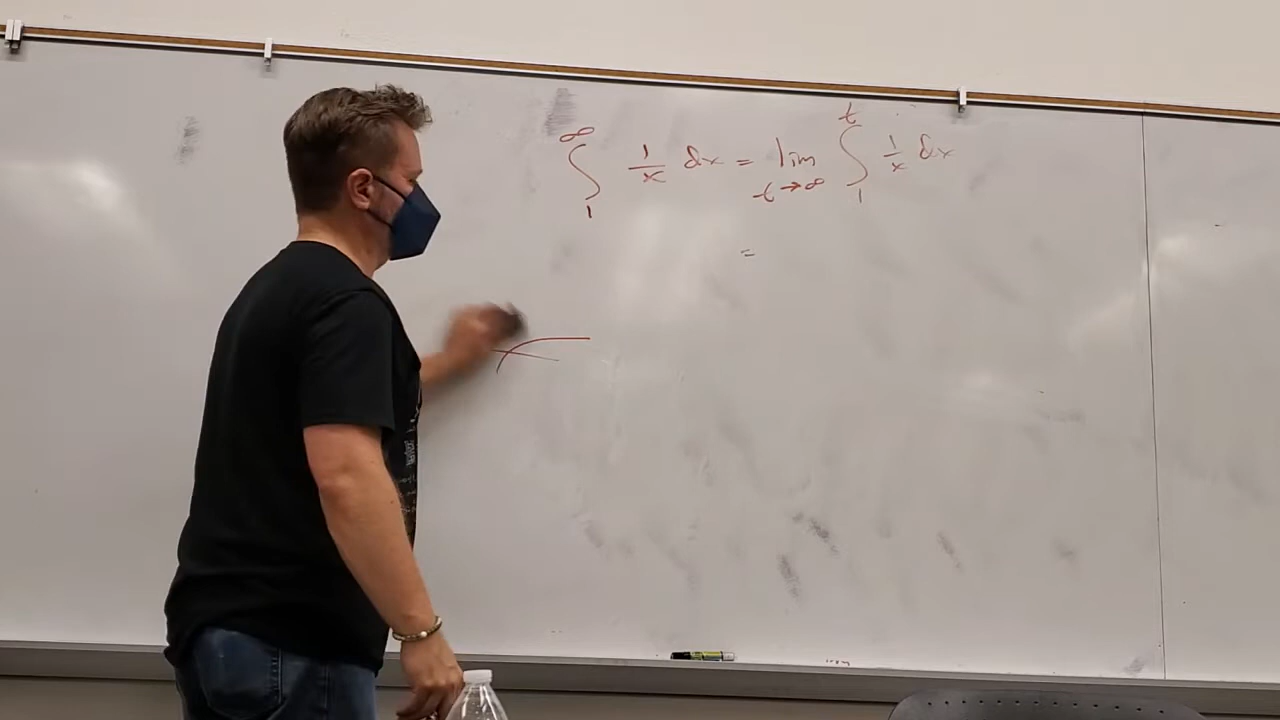 ∫₁^∞ 1/x dx = lim_{t→∞} ∫₁^t 1/x dx
=